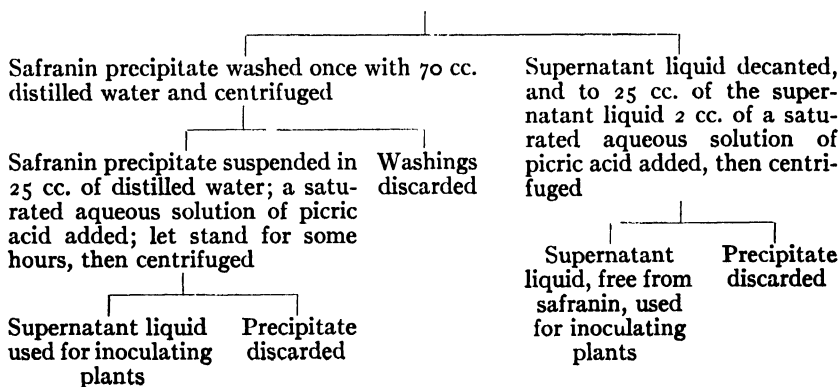 Safranin precipitate washed once with 70 cc.
distilled water and centrifuged
Supernatant liquid decanted,
and to 25 cc. of the super-
natant liquid 2 cc. of a satu-
rated aqueous solution of
picric acid added, then centri-
fuged
Safranin precipitate suspended in
25 cc. of distilled water; a satu-
rated aqueous solution of picric
acid added; let stand for some
hours, then centrifuged
Washings
discarded
Supernatant
liquid, free from
safranin, used
for inoculating
plants
Precipitate
discarded
Supernatant liquid
used for inoculating
plants
Precipitate
discarded